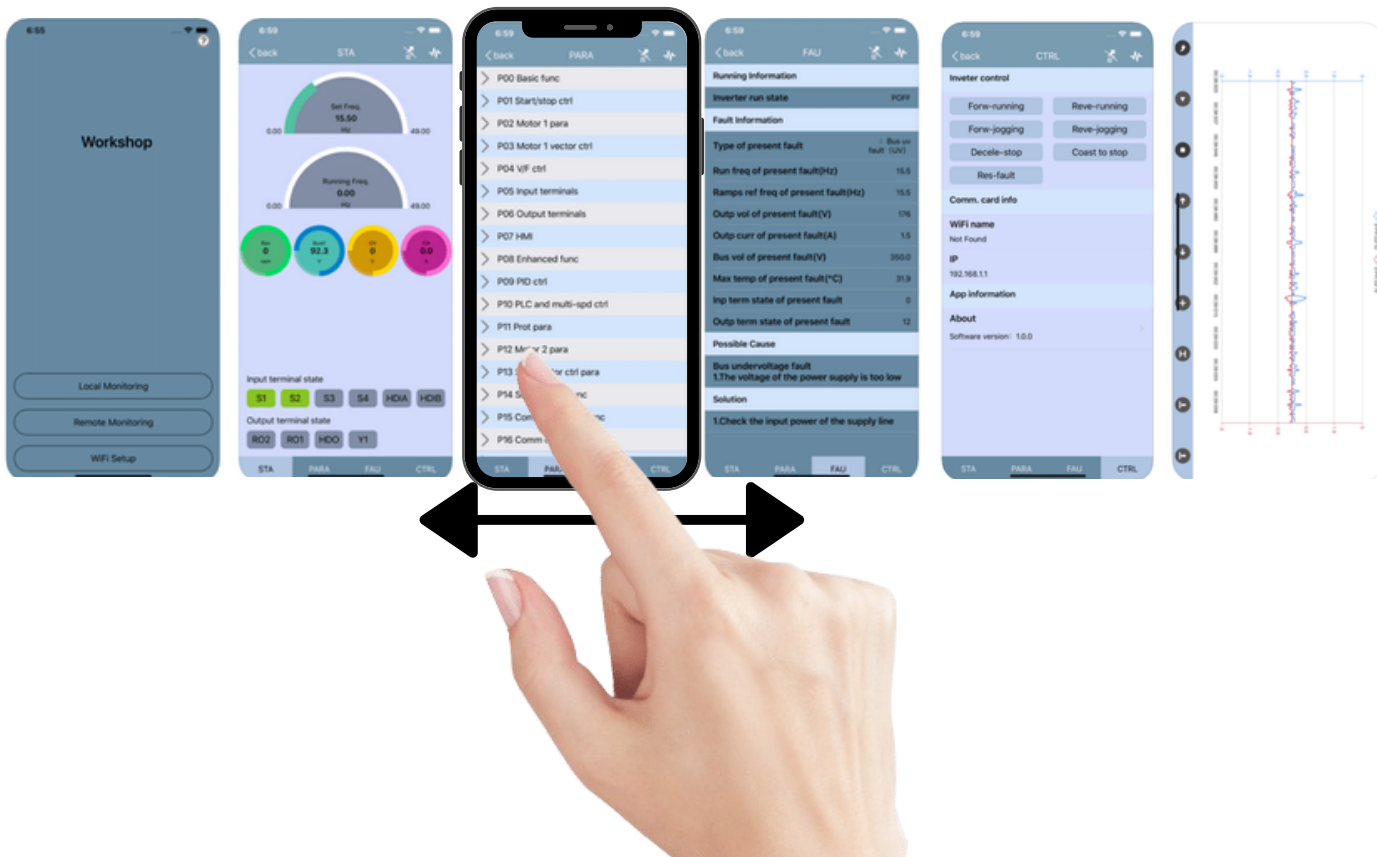 6:55
?
Workshop
Local Monitoring
Remote Monitoring
WiFi Setup
6:59
back
STA
Set Freq.
15.50
Hz
0.00
49.00
Running Freq.
0.00
Hz
0.00
49.00
0
rpm
92.3
V
0
V
0.0
Input terminal state
S1 S2 S3 S4 HDIA HDIB
Output terminal state
RO2 RO1 HDO Y1
STA PARA FAU CTRL
6:59
back
PARA
P00 Basic func
P01 Start/stop ctrl
P02 Motor 1 para
P03 Motor 1 vector ctrl
P04 V/F ctrl
P05 Input terminals
P06 Output terminals
P07 HMI
P08 Enhanced func
P09 PID ctrl
P10 PLC and multi-spd ctrl
P11 Prot para
P12 Motor 2 para
P13 ctrl para
P14
P15
P16 Comm
STA CTRL
6:59
back
FAU
Running Information
Inverter run state POFF
Fault Information
Type of present fault : Bus uv
fault (UV)
Run freq of present fault(Hz) 15.5
Ramps ref freq of present fault(Hz) 15.5
Outp vol of present fault(V) 176
Outp curr of present fault(A) 1.5
Bus vol of present fault(V) 350.0
Max temp of present fault(°C) 31.9
Inp term state of present fault 0
Outp term state of present fault 12
Possible Cause
Bus undervoltage fault
1.The voltage of the power supply is too low
Solution
1.Check the input power of the supply line
STA PARA FAU CTRL
6:59
back
CTRL
Inveter control
Forw-running Reve-running
Forw-jogging Reve-jogging
Decele-stop Coast to stop
Res-fault
Comm. card info
WiFi name
Not Found
IP
192.168.1.1
App information
About
Software version: 1.0.0
STA PARA FAU CTRL